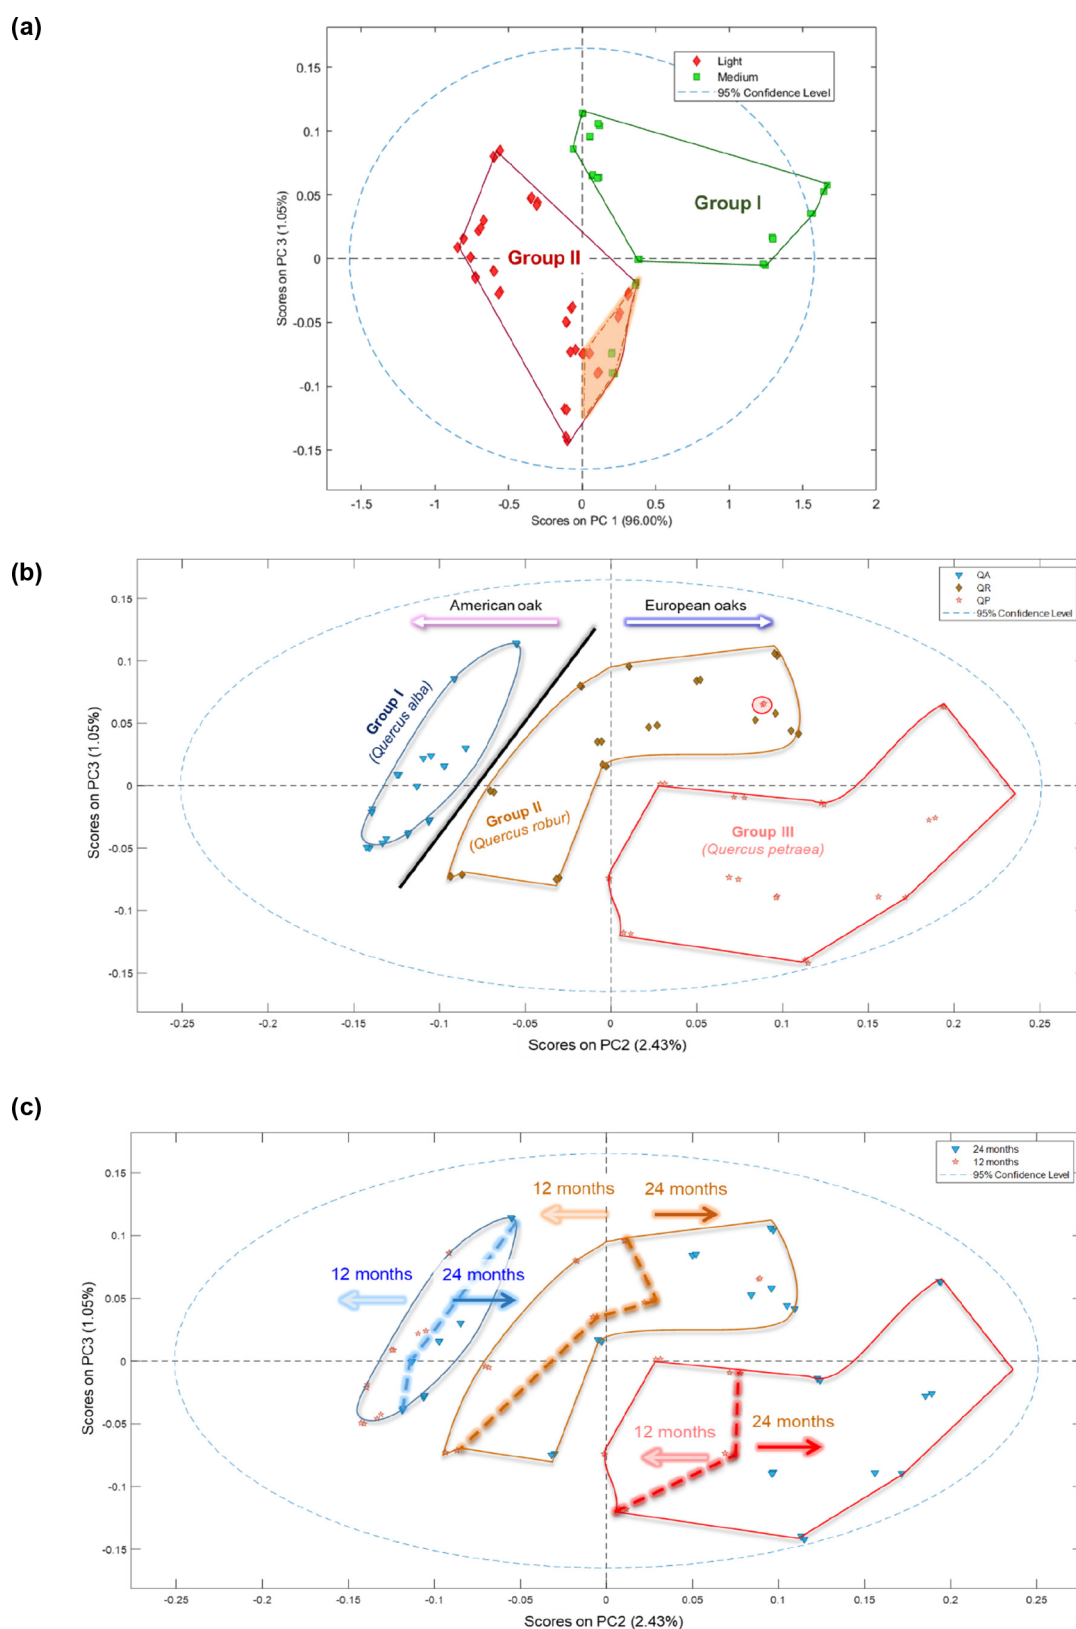 (a)
Light
Medium
95% Confidence Level
0.15
0.1
0.05
0
-0.05
-0.1
-0.15
Scores on PC 3 (1.05%)
Group I
Group II
-1.5 -1 -0.5 0 0.5 1 1.5 2
Scores on PC 1 (96.00%)
(b)
QA
QR
QP
95% Confidence Level
American oak
European oaks
0.15
0.1
0.05
0
-0.05
-0.1
-0.15
Scores on PC3 (1.05%)
Group I
(Quercus alba)
Group II
(Quercus robur)
Group III
(Quercus petraea)
-0.25 -0.2 -0.15 -0.1 -0.05 0 0.05 0.1 0.15 0.2 0.25
Scores on PC2 (2.43%)
(c)
24 months
12 months
95% Confidence Level
12 months
24 months
12 months
24 months
12 months
24 months
0.15
0.1
0.05
0
-0.05
-0.1
-0.15
Scores on PC3 (1.05%)
-0.25 -0.2 -0.15 -0.1 -0.05 0 0.05 0.1 0.15 0.2 0.25
Scores on PC2 (2.43%)